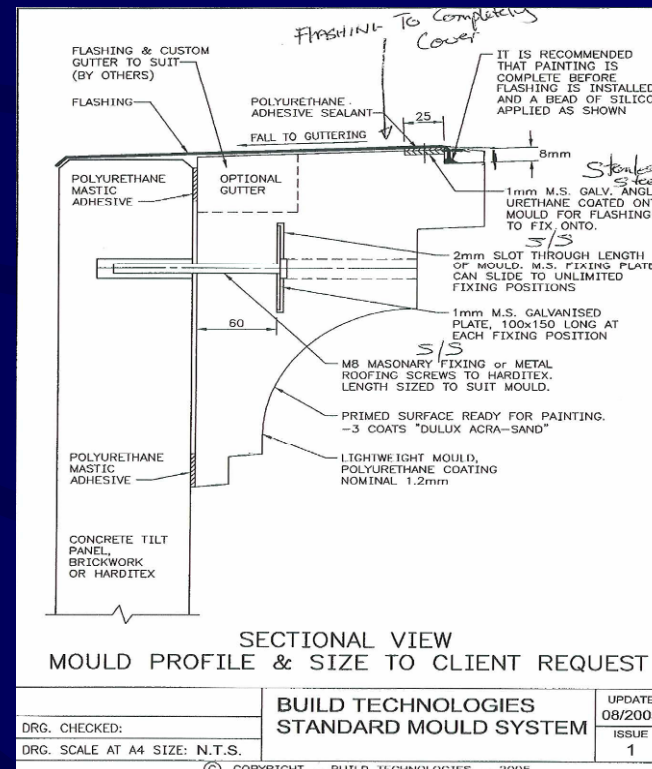 FLASHING To Completely
Cover
FLASHING & CUSTOM
GUTTER TO SUIT
(BY OTHERS)
FLASHING
POLYURETHANE
ADHESIVE SEALANT
25
FALL TO GUTTERING
IT IS RECOMMENDED
THAT PAINTING IS
COMPLETE BEFORE
FLASHING IS INSTALLED
AND A BEAD OF SILICO
APPLIED AS SHOWN
8mm
Stainless
Steel
1mm M.S. GALV. ANGL
URETHANE COATED ONT
MOULD FOR FLASHING
TO FIX ONTO.
S/S
POLYURETHANE
MASTIC
ADHESIVE
OPTIONAL
GUTTER
2mm SLOT THROUGH LENGTH
OF MOULD. M.S. FIXING PLATE
CAN SLIDE TO UNLIMITED
FIXING POSITIONS
60
1mm M.S. GALVANISED
PLATE, 100x150 LONG AT
EACH FIXING POSITION
S/S
M8 MASONARY FIXING or METAL
ROOFING SCREWS TO HARDITEX.
LENGTH SIZED TO SUIT MOULD.
PRIMED SURFACE READY FOR PAINTING.
-3 COATS "DULUX ACRA-SAND"
LIGHTWEIGHT MOULD,
POLYURETHANE COATING
NOMINAL 1.2mm
POLYURETHANE
MASTIC
ADHESIVE
CONCRETE TILT
PANEL,
BRICKWORK
OR HARDITEX
SECTIONAL VIEW
MOULD PROFILE & SIZE TO CLIENT REQUEST
BUILD TECHNOLOGIES
STANDARD MOULD SYSTEM
UPDATE
08/200
ISSUE
1
DRG. CHECKED:
DRG. SCALE AT A4 SIZE: N.T.S.
© COPYRIGHT BUILD TECHNOLOGIES 2005